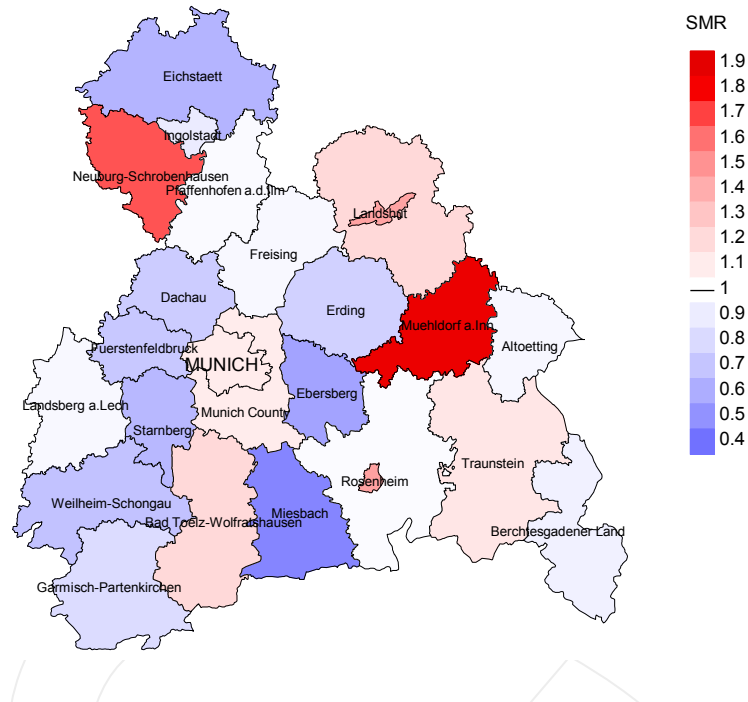 SMR
1.9
1.8
1.7
1.6
1.5
1.4
1.3
1.2
1.1
1
0.9
0.8
0.7
0.6
0.5
0.4
Eichstaett
Ingolstadt
Neuburg-Schrobenhausen
Pfaffenhofen a.d.Ilm
Landshut
Freising
Dachau
Erding
Muehldorf a.Inn
Fuerstenfeldbruck
Altoetting
MUNICH
Ebersberg
Landsberg a.Lech
Munich County
Starnberg
Traunstein
Rosenheim
Weilheim-Schongau
Miesbach
Bad Toelz-Wolfratshausen
Berchtesgadener Land
Garmisch-Partenkirchen